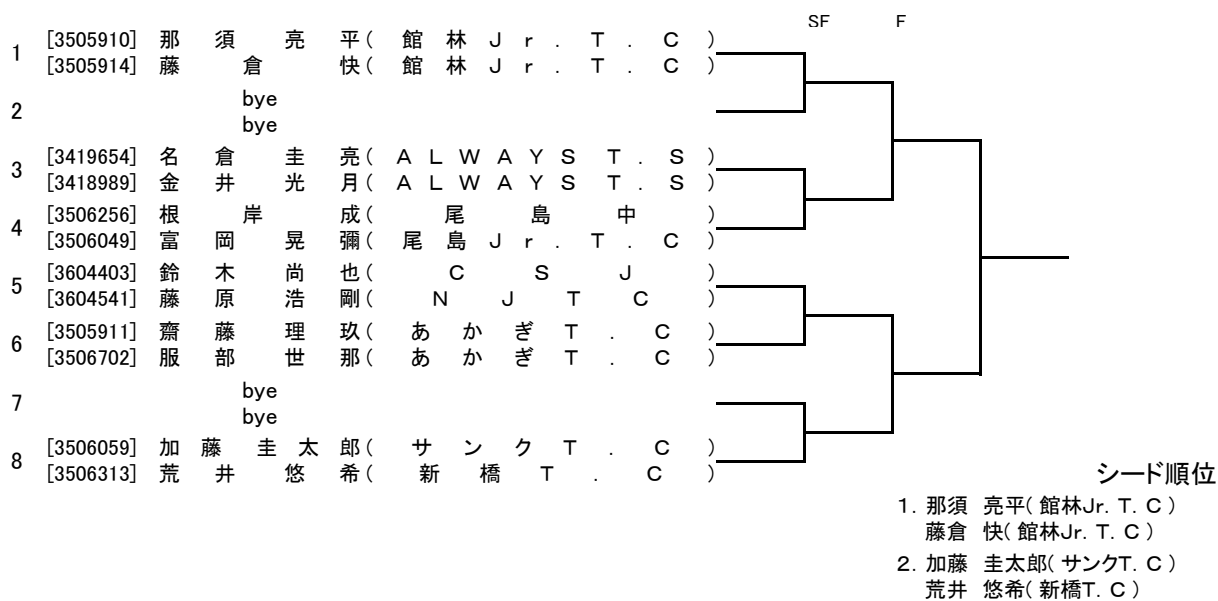 SF F
1 [3505910] 那須亮平(館林Jr.T.C)
[3505914] 藤倉快(館林Jr.T.C)
2 bye
bye
3 [3419654] 名倉圭亮(ALWAYS T.S)
[3418989] 金井光月(ALWAYS T.S)
4 [3506256] 根岸成(尾島中)
[3506049] 富岡晃彌(尾島Jr.T.C)
5 [3604403] 鈴木尚也(CSJ)
[3604541] 藤原浩剛(NJTC)
6 [3505911] 齋藤理玖(あかぎT.C)
[3506702] 服部世那(あかぎT.C)
7 bye
bye
8 [3506059] 加藤圭太郎(サンクT.C)
[3506313] 荒井悠希(新橋T.C)
シード順位
1. 那須 亮平(館林Jr.T.C)
藤倉 快(館林Jr.T.C)
2. 加藤 圭太郎(サンクT.C)
荒井 悠希(新橋T.C)